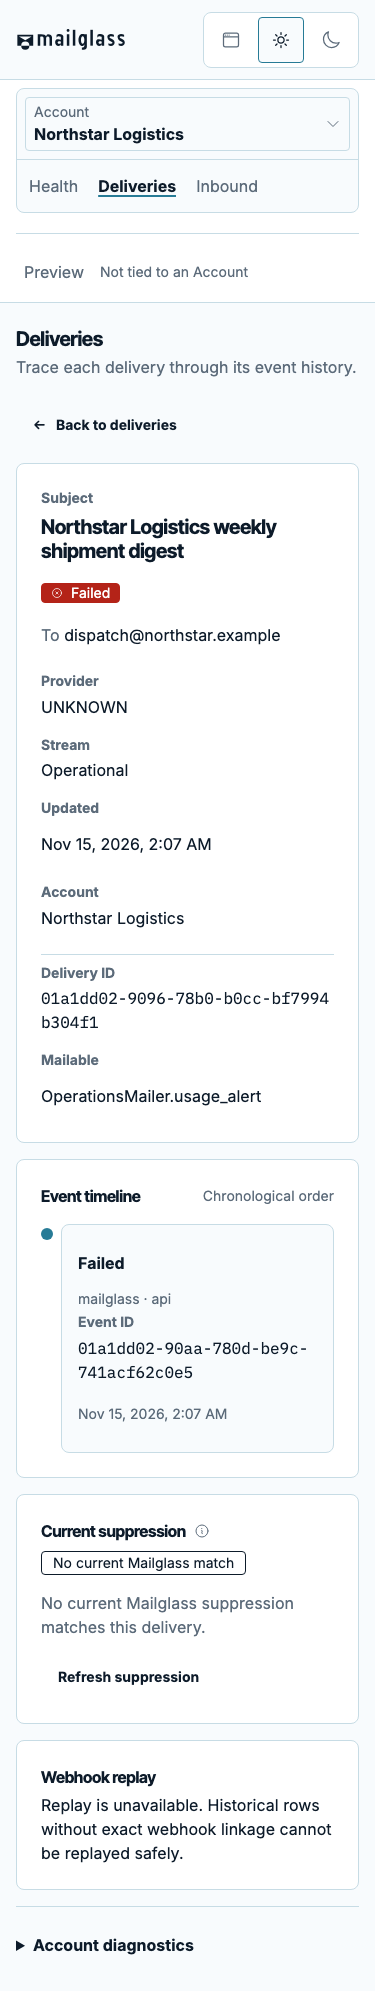 mailglass
Account
Northstar Logistics
Health Deliveries Inbound
Preview Not tied to an Account
Deliveries
Trace each delivery through its event history.
← Back to deliveries
Subject
Northstar Logistics weekly
shipment digest
Failed
To dispatch@northstar.example
Provider
UNKNOWN
Stream
Operational
Updated
Nov 15, 2026, 2:07 AM
Account
Northstar Logistics
Delivery ID
01a1dd02-9096-78b0-b0cc-bf7994
b304f1
Mailable
OperationsMailer.usage_alert
Event timeline Chronological order
Failed
mailglass · api
Event ID
01a1dd02-90aa-780d-be9c-
741acf62c0e5
Nov 15, 2026, 2:07 AM
Current suppression
No current Mailglass match
No current Mailglass suppression
matches this delivery.
Refresh suppression
Webhook replay
Replay is unavailable. Historical rows
without exact webhook linkage cannot
be replayed safely.
Account diagnostics